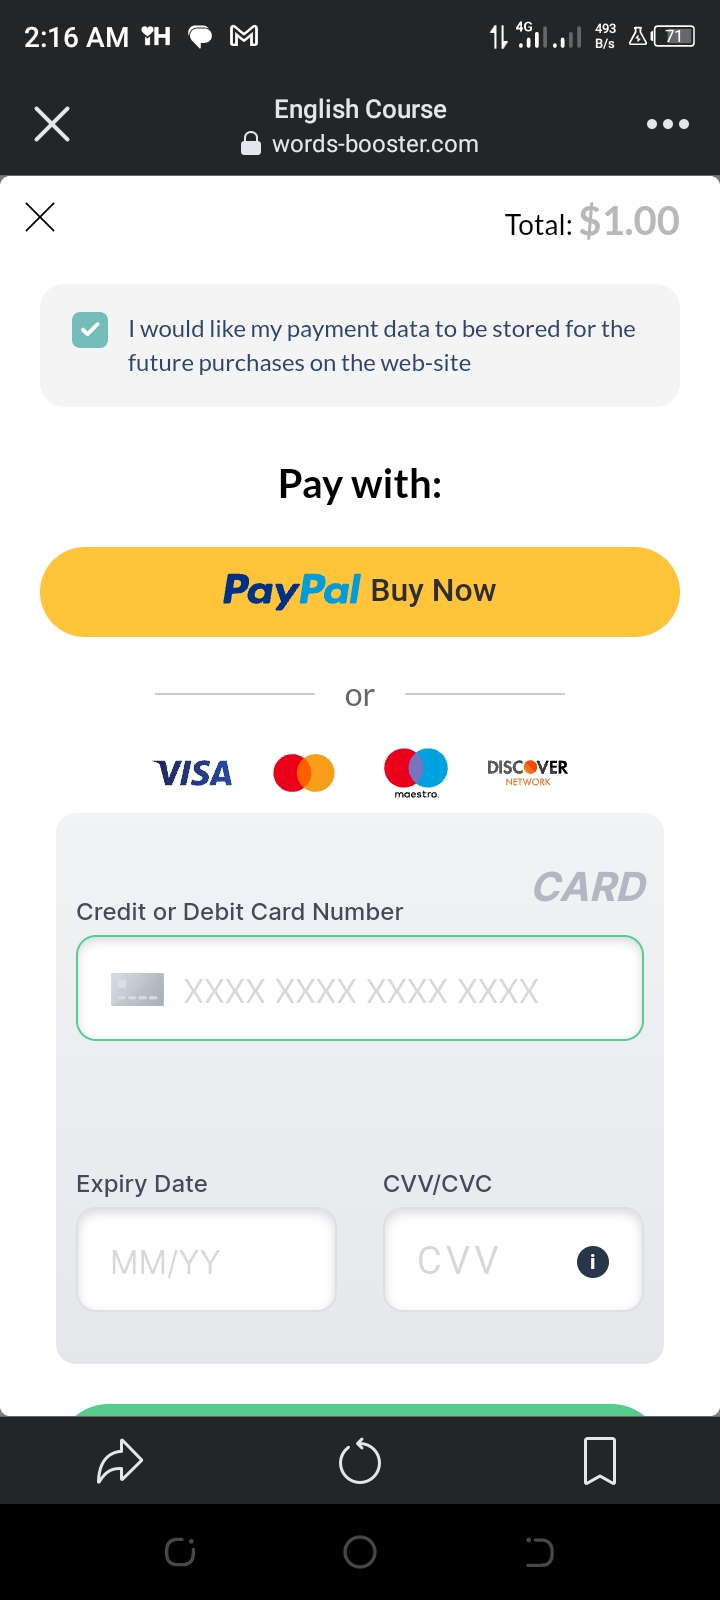 2:16 AM
4G
493 B/s
71
English Course
words-booster.com
Total: $1.00
I would like my payment data to be stored for the
future purchases on the web-site
Pay with:
PayPal Buy Now
or
VISA
maestro.
DISCOVER
NETWORK
CARD
Credit or Debit Card Number
XXXX XXXX XXXX XXXX
Expiry Date
CVV/CVC
MM/YY
CVV
i